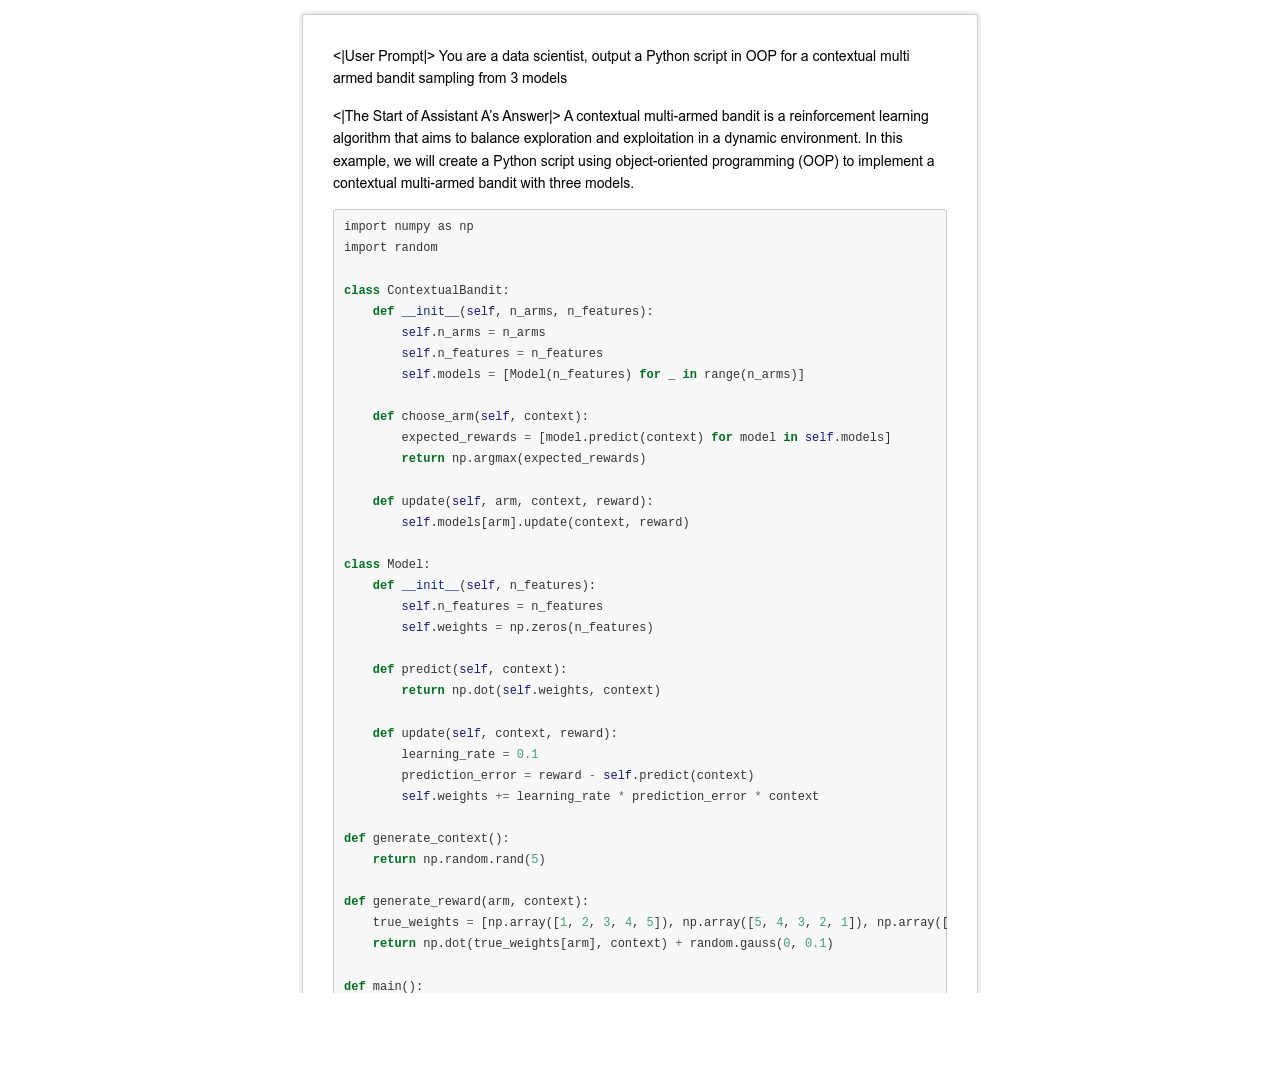 <|User Prompt|> You are a data scientist, output a Python script in OOP for a contextual multi
armed bandit sampling from 3 models
<|The Start of Assistant A’s Answer|> A contextual multi-armed bandit is a reinforcement learning
algorithm that aims to balance exploration and exploitation in a dynamic environment. In this
example, we will create a Python script using object-oriented programming (OOP) to implement a
contextual multi-armed bandit with three models.
import numpy as np
import random

class ContextualBandit:
    def __init__(self, n_arms, n_features):
        self.n_arms = n_arms
        self.n_features = n_features
        self.models = [Model(n_features) for _ in range(n_arms)]

    def choose_arm(self, context):
        expected_rewards = [model.predict(context) for model in self.models]
        return np.argmax(expected_rewards)

    def update(self, arm, context, reward):
        self.models[arm].update(context, reward)

class Model:
    def __init__(self, n_features):
        self.n_features = n_features
        self.weights = np.zeros(n_features)

    def predict(self, context):
        return np.dot(self.weights, context)

    def update(self, context, reward):
        learning_rate = 0.1
        prediction_error = reward - self.predict(context)
        self.weights += learning_rate * prediction_error * context

def generate_context():
    return np.random.rand(5)

def generate_reward(arm, context):
    true_weights = [np.array([1, 2, 3, 4, 5]), np.array([5, 4, 3, 2, 1]), np.array([
    return np.dot(true_weights[arm], context) + random.gauss(0, 0.1)

def main():